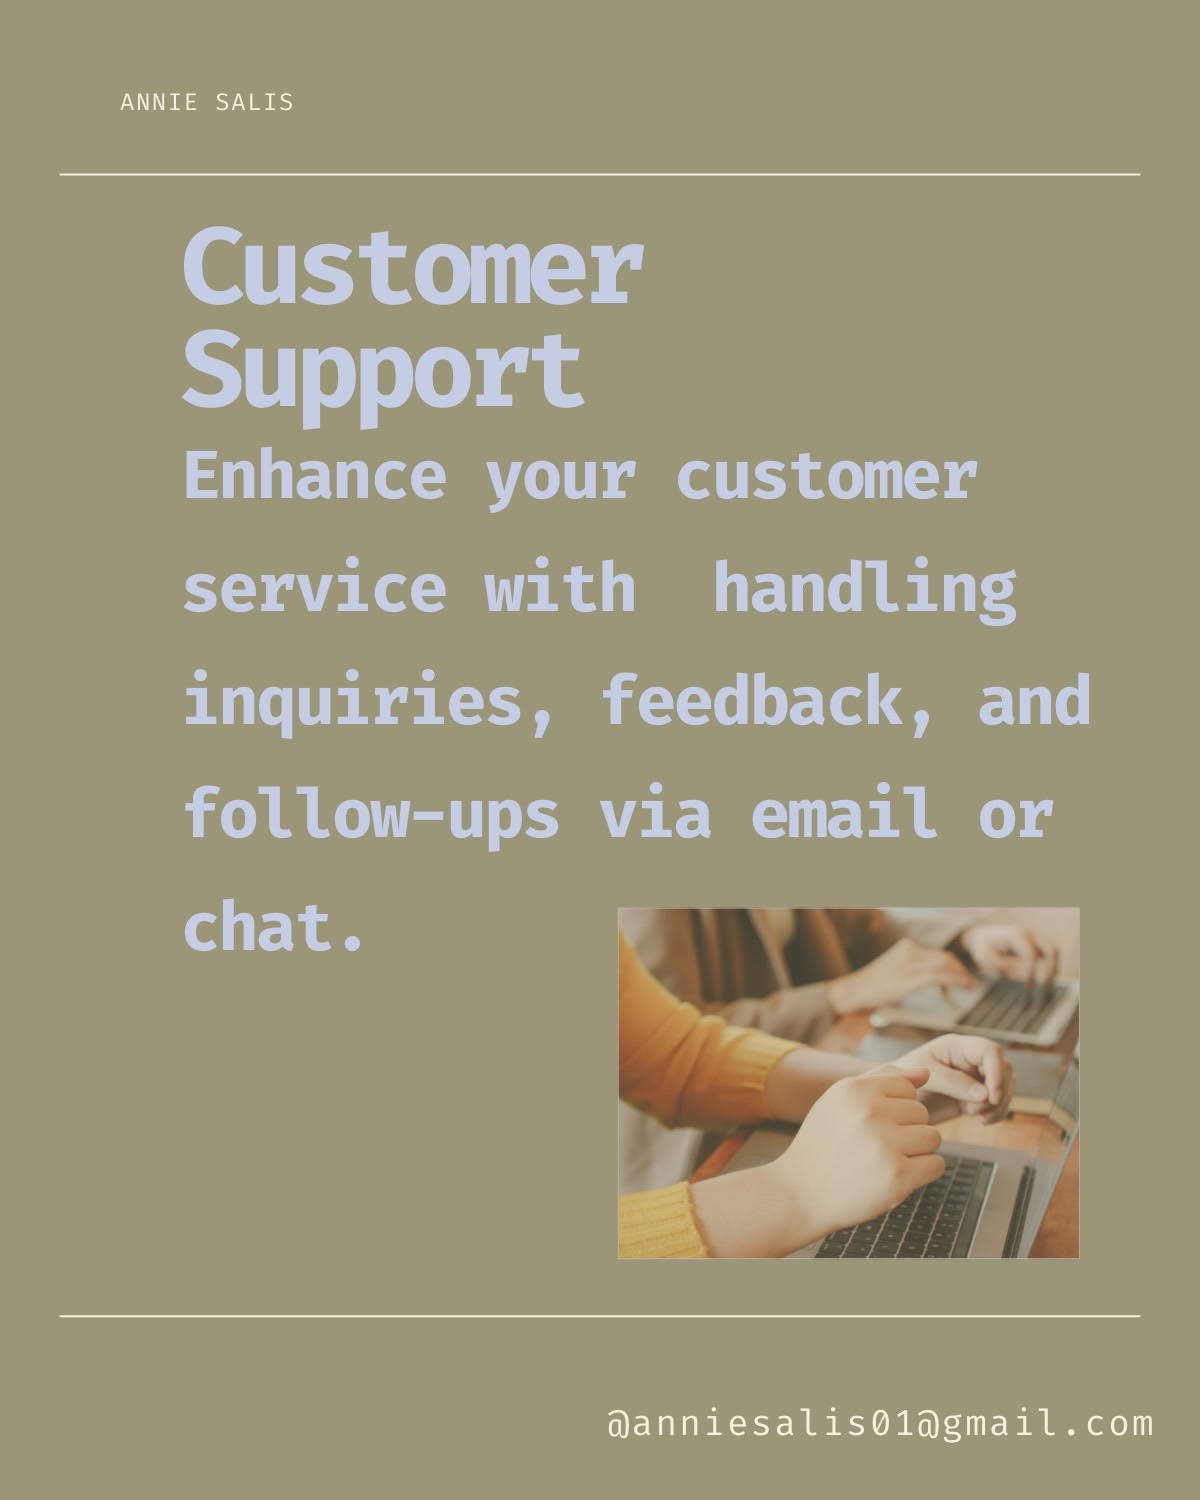 ANNIE SALIS
Customer
Support
Enhance your customer
service with  handling
inquiries, feedback, and
follow-ups via email or
chat.
@anniesalis01@gmail.com